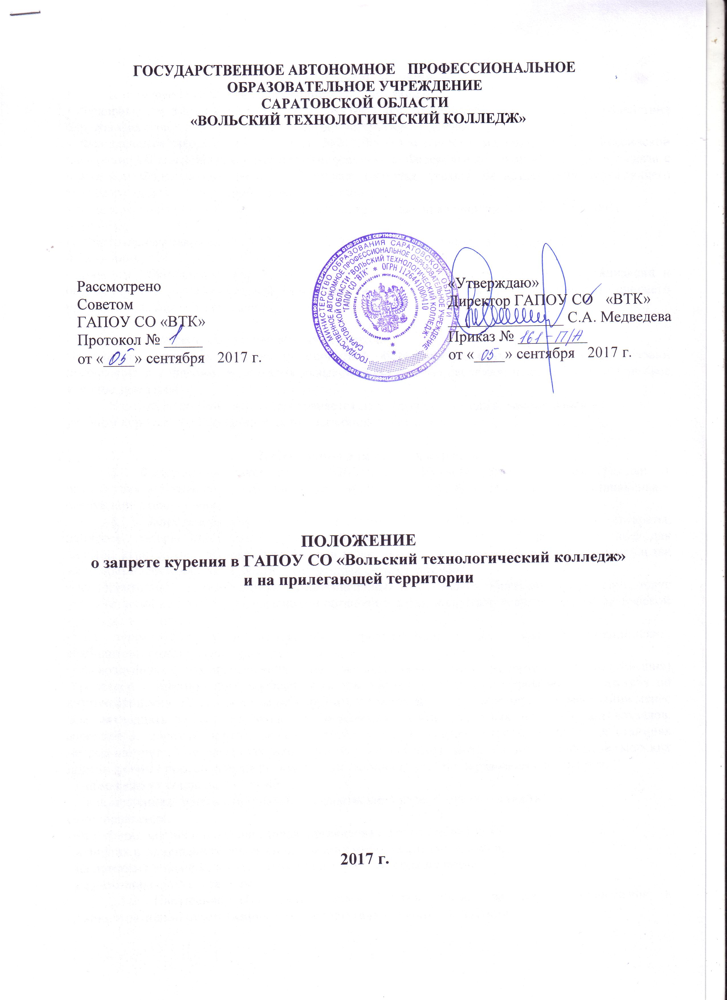 ГОСУДАРСТВЕННОЕ АВТОНОМНОЕ ПРОФЕССИОНАЛЬНОЕ
ОБРАЗОВАТЕЛЬНОЕ УЧРЕЖДЕНИЕ
САРАТОВСКОЙ ОБЛАСТИ
«ВОЛЬСКИЙ ТЕХНОЛОГИЧЕСКИЙ КОЛЛЕДЖ»
Рассмотрено
Советом
ГАПОУ СО «ВТК»
Протокол № 1
от «05» сентября 2017 г.
МИНИСТЕРСТВО ОБРАЗОВАНИЯ САРАТОВСКОЙ ОБЛАСТИ
ГОСУДАРСТВЕННОЕ АВТОНОМНОЕ ПРОФЕССИОНАЛЬНОЕ ОБРАЗОВАТЕЛЬНОЕ УЧРЕЖДЕНИЕ
САРАТОВСКОЙ ОБЛАСТИ "ВОЛЬСКИЙ ТЕХНОЛОГИЧЕСКИЙ КОЛЛЕДЖ"
"ГАПОУ СО "ВТК" * ОГРН 1126441000410
ИНН 6441021051
2011.12 СЕРТИФИКАТ № 0190
«Утверждаю»
Директор ГАПОУ СО «ВТК»
С.А. Медведева
Приказ № 161-П/А
от «05» сентября 2017 г.
ПОЛОЖЕНИЕ
о запрете курения в ГАПОУ СО «Вольский технологический колледж»
и на прилегающей территории
2017 г.